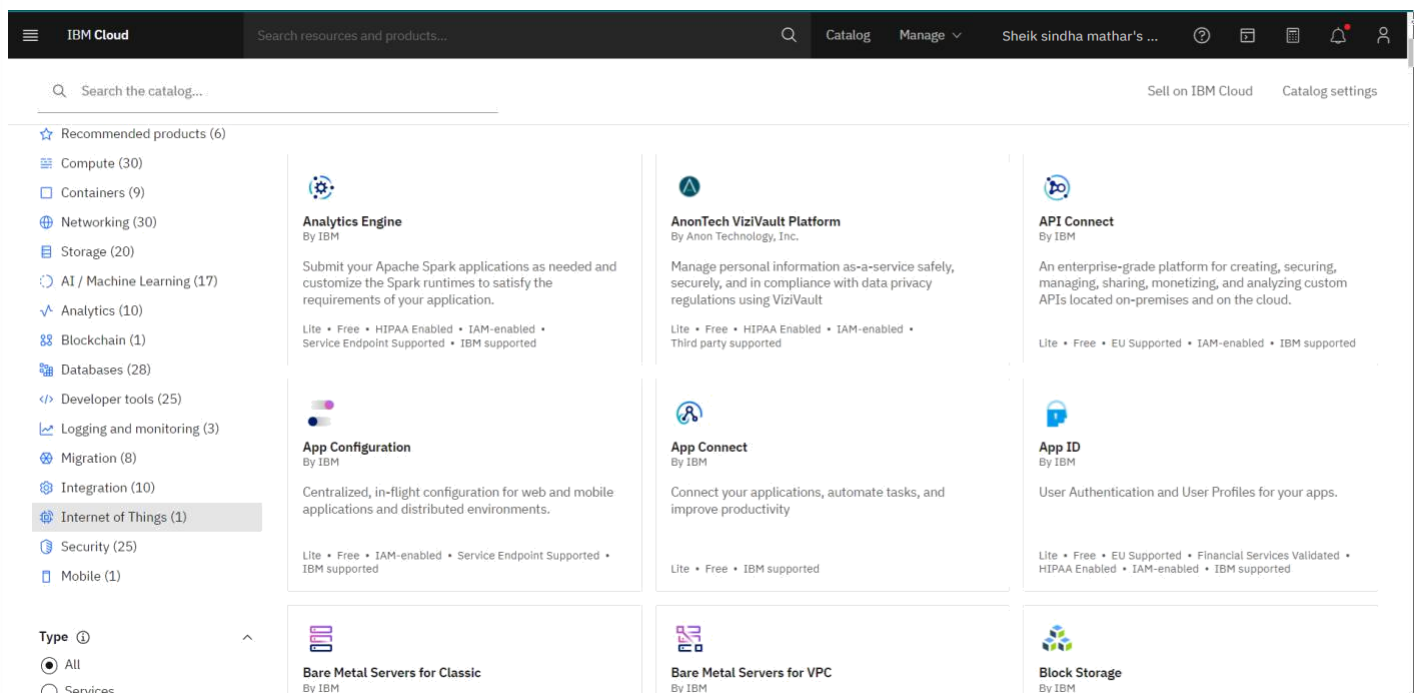 IBM Cloud
Search resources and products...
Catalog
Manage
Sheik sindha mathar's ...
Search the catalog...
Sell on IBM Cloud
Catalog settings
Recommended products (6)
Compute (30)
Containers (9)
Networking (30)
Storage (20)
AI / Machine Learning (17)
Analytics (10)
Blockchain (1)
Databases (28)
Developer tools (25)
Logging and monitoring (3)
Migration (8)
Integration (10)
Internet of Things (1)
Security (25)
Mobile (1)
Type
All
Services
Analytics Engine
By IBM
Submit your Apache Spark applications as needed and
customize the Spark runtimes to satisfy the
requirements of your application.
Lite • Free • HIPAA Enabled • IAM-enabled •
Service Endpoint Supported • IBM supported
AnonTech ViziVault Platform
By Anon Technology, Inc.
Manage personal information as-a-service safely,
securely, and in compliance with data privacy
regulations using ViziVault
Lite • Free • HIPAA Enabled • IAM-enabled •
Third party supported
API Connect
By IBM
An enterprise-grade platform for creating, securing,
managing, sharing, monetizing, and analyzing custom
APIs located on-premises and on the cloud.
Lite • Free • EU Supported • IAM-enabled • IBM supported
App Configuration
By IBM
Centralized, in-flight configuration for web and mobile
applications and distributed environments.
Lite • Free • IAM-enabled • Service Endpoint Supported •
IBM supported
App Connect
By IBM
Connect your applications, automate tasks, and
improve productivity
Lite • Free • IBM supported
App ID
By IBM
User Authentication and User Profiles for your apps.
Lite • Free • EU Supported • Financial Services Validated •
HIPAA Enabled • IAM-enabled • IBM supported
Bare Metal Servers for Classic
By IBM
Bare Metal Servers for VPC
By IBM
Block Storage
By IBM